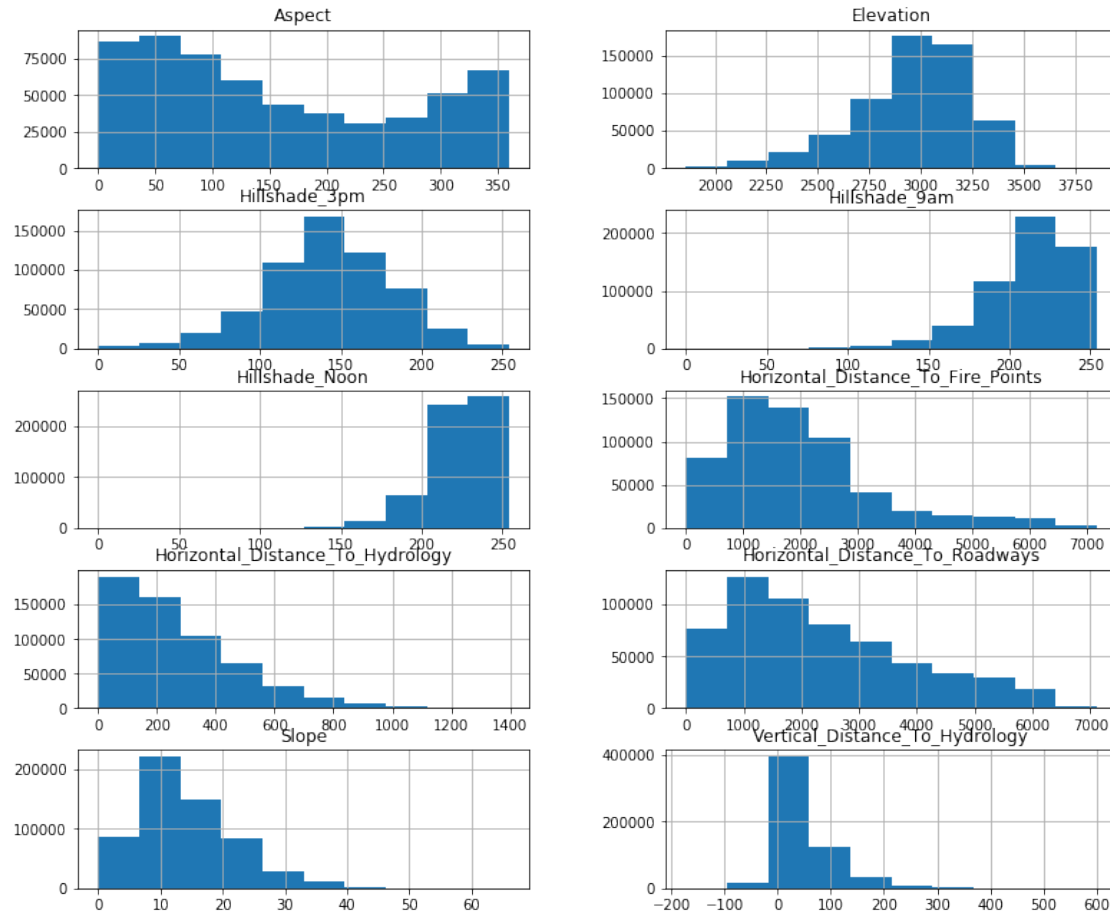 Aspect
75000
50000
25000
0
0 50 100 150 200 250 300 350
Elevation
150000
100000
50000
0
2000 2250 2500 2750 3000 3250 3500 3750
Hillshade_3pm
150000
100000
50000
0
0 50 100 150 200 250
Hillshade_9am
200000
100000
0
0 50 100 150 200 250
Hillshade_Noon
200000
100000
0
0 50 100 150 200 250
Horizontal_Distance_To_Fire_Points
150000
100000
50000
0
0 1000 2000 3000 4000 5000 6000 7000
Horizontal_Distance_To_Hydrology
150000
100000
50000
0
0 200 400 600 800 1000 1200 1400
Horizontal_Distance_To_Roadways
100000
50000
0
0 1000 2000 3000 4000 5000 6000 7000
Slope
200000
100000
0
0 10 20 30 40 50 60
Vertical_Distance_To_Hydrology
400000
200000
0
−200 −100 0 100 200 300 400 500 600